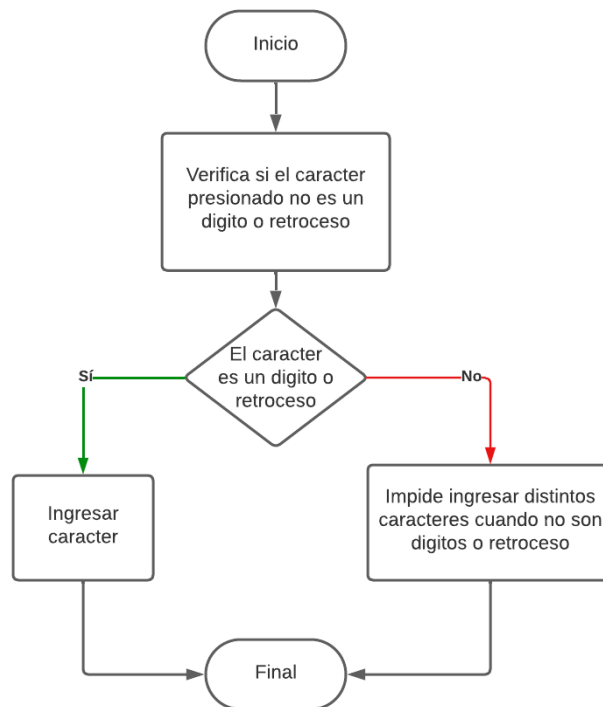 Inicio
Verifica si el caracter
presionado no es un
digito o retroceso
El caracter
es un digito o
retroceso
Sí
No
Ingresar
caracter
Impide ingresar distintos
caracteres cuando no son
digitos o retroceso
Final